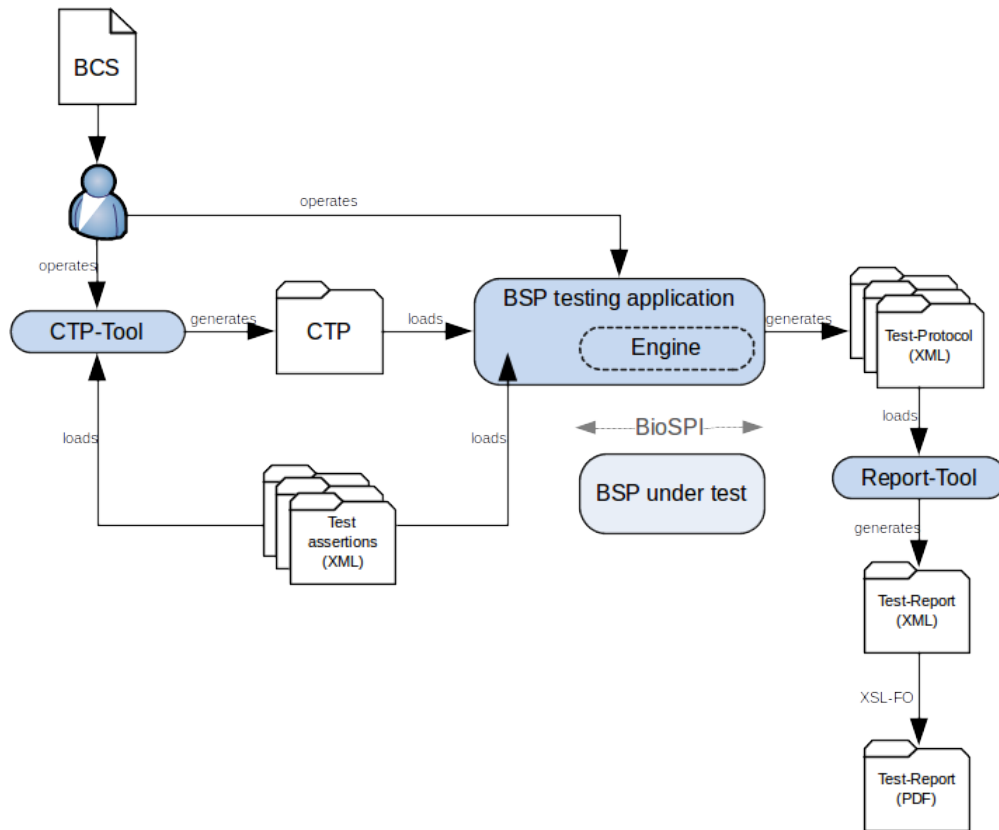 BCS
operates
operates
BSP testing application
CTP-Tool
generates
CTP
loads
Engine
generates
Test-Protocol
(XML)
loads
loads
loads
BioSPI
BSP under test
Report-Tool
Test
assertions
(XML)
generates
Test-Report
(XML)
XSL-FO
Test-Report
(PDF)